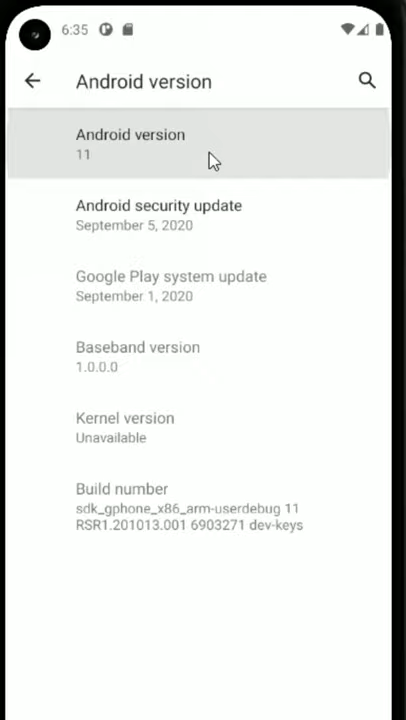 6:35
Android version
Android version
11
Android security update
September 5, 2020
Google Play system update
September 1, 2020
Baseband version
1.0.0.0
Kernel version
Unavailable
Build number
sdk_gphone_x86_arm-userdebug 11
RSR1.201013.001 6903271 dev-keys